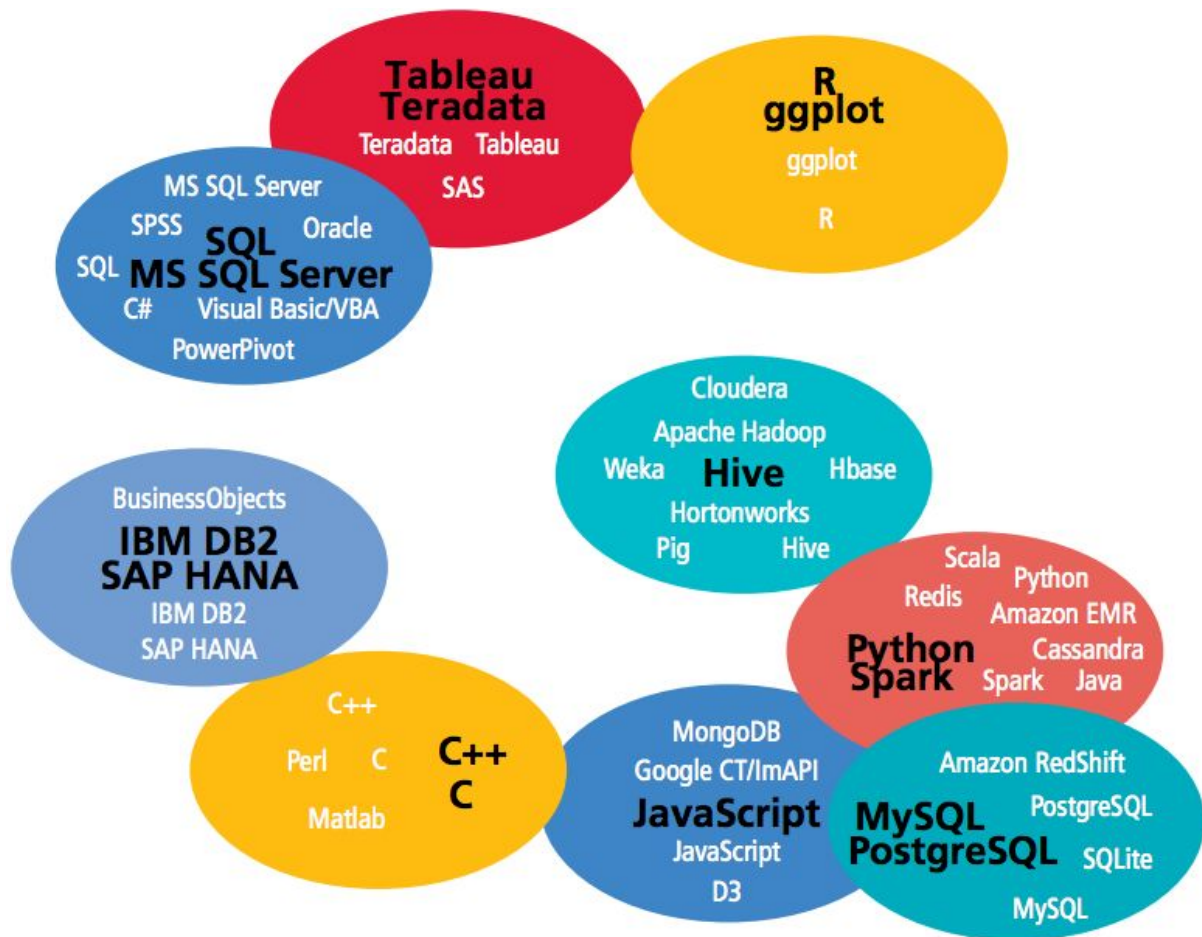 Tableau
Teradata
Teradata Tableau
SAS
R
ggplot
ggplot
R
MS SQL Server
SPSS
Oracle
SQL
SQL
MS SQL Server
C# Visual Basic/VBA
PowerPivot
Cloudera
Apache Hadoop
Weka Hive Hbase
Hortonworks
Pig Hive
BusinessObjects
IBM DB2
SAP HANA
IBM DB2
SAP HANA
Scala
Python
Redis
Amazon EMR
Cassandra
Python
Spark
Spark Java
C++
Perl C
Matlab
C++
C
MongoDB
Google CT/ImAPI
JavaScript
JavaScript
D3
Amazon RedShift
PostgreSQL
MySQL
PostgreSQL
SQLite
MySQL